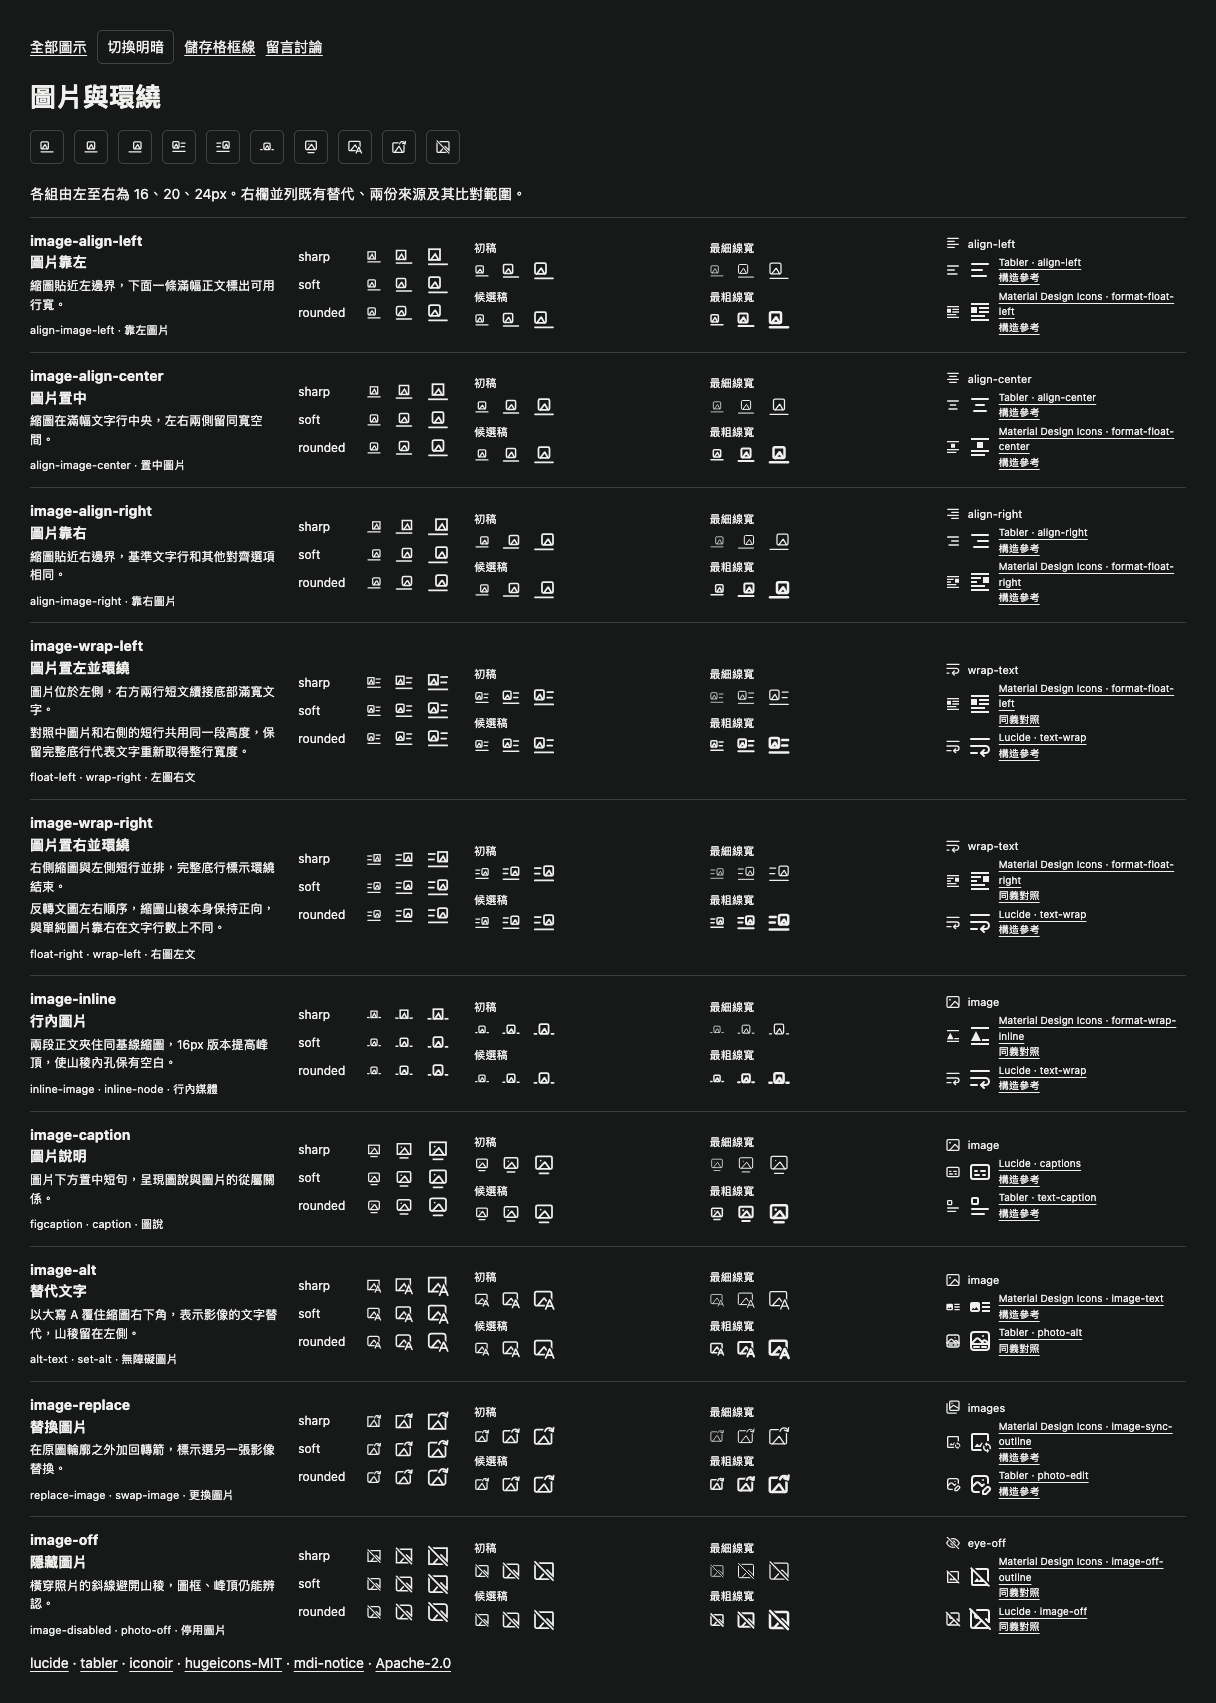 全部圖示 切換明暗 儲存格框線 留言討論
圖片與環繞
各組由左至右為 16、20、24px。右欄並列既有替代、兩份來源及其比對範圍。
image-align-left
圖片靠左
縮圖貼近左邊界，下面一條滿幅正文標出可用
行寬。
align-image-left · 靠左圖片
sharp
soft
rounded
初稿
候選稿
最細線寬
最粗線寬
align-left
Tabler · align-left
構造參考
Material Design Icons · format-float-
left
構造參考
image-align-center
圖片置中
縮圖在滿幅文字行中央，左右兩側留同寬空
間。
align-image-center · 置中圖片
sharp
soft
rounded
初稿
候選稿
最細線寬
最粗線寬
align-center
Tabler · align-center
構造參考
Material Design Icons · format-float-
center
構造參考
image-align-right
圖片靠右
縮圖貼近右邊界，基準文字行和其他對齊選項
相同。
align-image-right · 靠右圖片
sharp
soft
rounded
初稿
候選稿
最細線寬
最粗線寬
align-right
Tabler · align-right
構造參考
Material Design Icons · format-float-
right
構造參考
image-wrap-left
圖片置左並環繞
圖片位於左側，右方兩行短文續接底部滿寬文
字。
對照中圖片和右側的短行共用同一段高度，保
留完整底行代表文字重新取得整行寬度。
float-left · wrap-right · 左圖右文
sharp
soft
rounded
初稿
候選稿
最細線寬
最粗線寬
wrap-text
Material Design Icons · format-float-
left
同義對照
Lucide · text-wrap
構造參考
image-wrap-right
圖片置右並環繞
右側縮圖與左側短行並排，完整底行標示環繞
結束。
反轉文圖左右順序，縮圖山稜本身保持正向，
與單純圖片靠右在文字行數上不同。
float-right · wrap-left · 右圖左文
sharp
soft
rounded
初稿
候選稿
最細線寬
最粗線寬
wrap-text
Material Design Icons · format-float-
right
同義對照
Lucide · text-wrap
構造參考
image-inline
行內圖片
兩段正文夾住同基線縮圖，16px 版本提高峰
頂，使山稜內孔保有空白。
inline-image · inline-node · 行內媒體
sharp
soft
rounded
初稿
候選稿
最細線寬
最粗線寬
image
Material Design Icons · format-wrap-
inline
同義對照
Lucide · text-wrap
構造參考
image-caption
圖片說明
圖片下方置中短句，呈現圖說與圖片的從屬關
係。
figcaption · caption · 圖說
sharp
soft
rounded
初稿
候選稿
最細線寬
最粗線寬
image
Lucide · captions
構造參考
Tabler · text-caption
構造參考
image-alt
替代文字
以大寫 A 覆住縮圖右下角，表示影像的文字替
代，山稜留在左側。
alt-text · set-alt · 無障礙圖片
sharp
soft
rounded
初稿
候選稿
最細線寬
最粗線寬
image
Material Design Icons · image-text
構造參考
Tabler · photo-alt
同義對照
image-replace
替換圖片
在原圖輪廓之外加回轉箭，標示選另一張影像
替換。
replace-image · swap-image · 更換圖片
sharp
soft
rounded
初稿
候選稿
最細線寬
最粗線寬
images
Material Design Icons · image-sync-
outline
構造參考
Tabler · photo-edit
構造參考
image-off
隱藏圖片
橫穿照片的斜線避開山稜，圖框、峰頂仍能辨
認。
image-disabled · photo-off · 停用圖片
sharp
soft
rounded
初稿
候選稿
最細線寬
最粗線寬
eye-off
Material Design Icons · image-off-
outline
同義對照
Lucide · image-off
同義對照
lucide · tabler · iconoir · hugeicons-MIT · mdi-notice · Apache-2.0